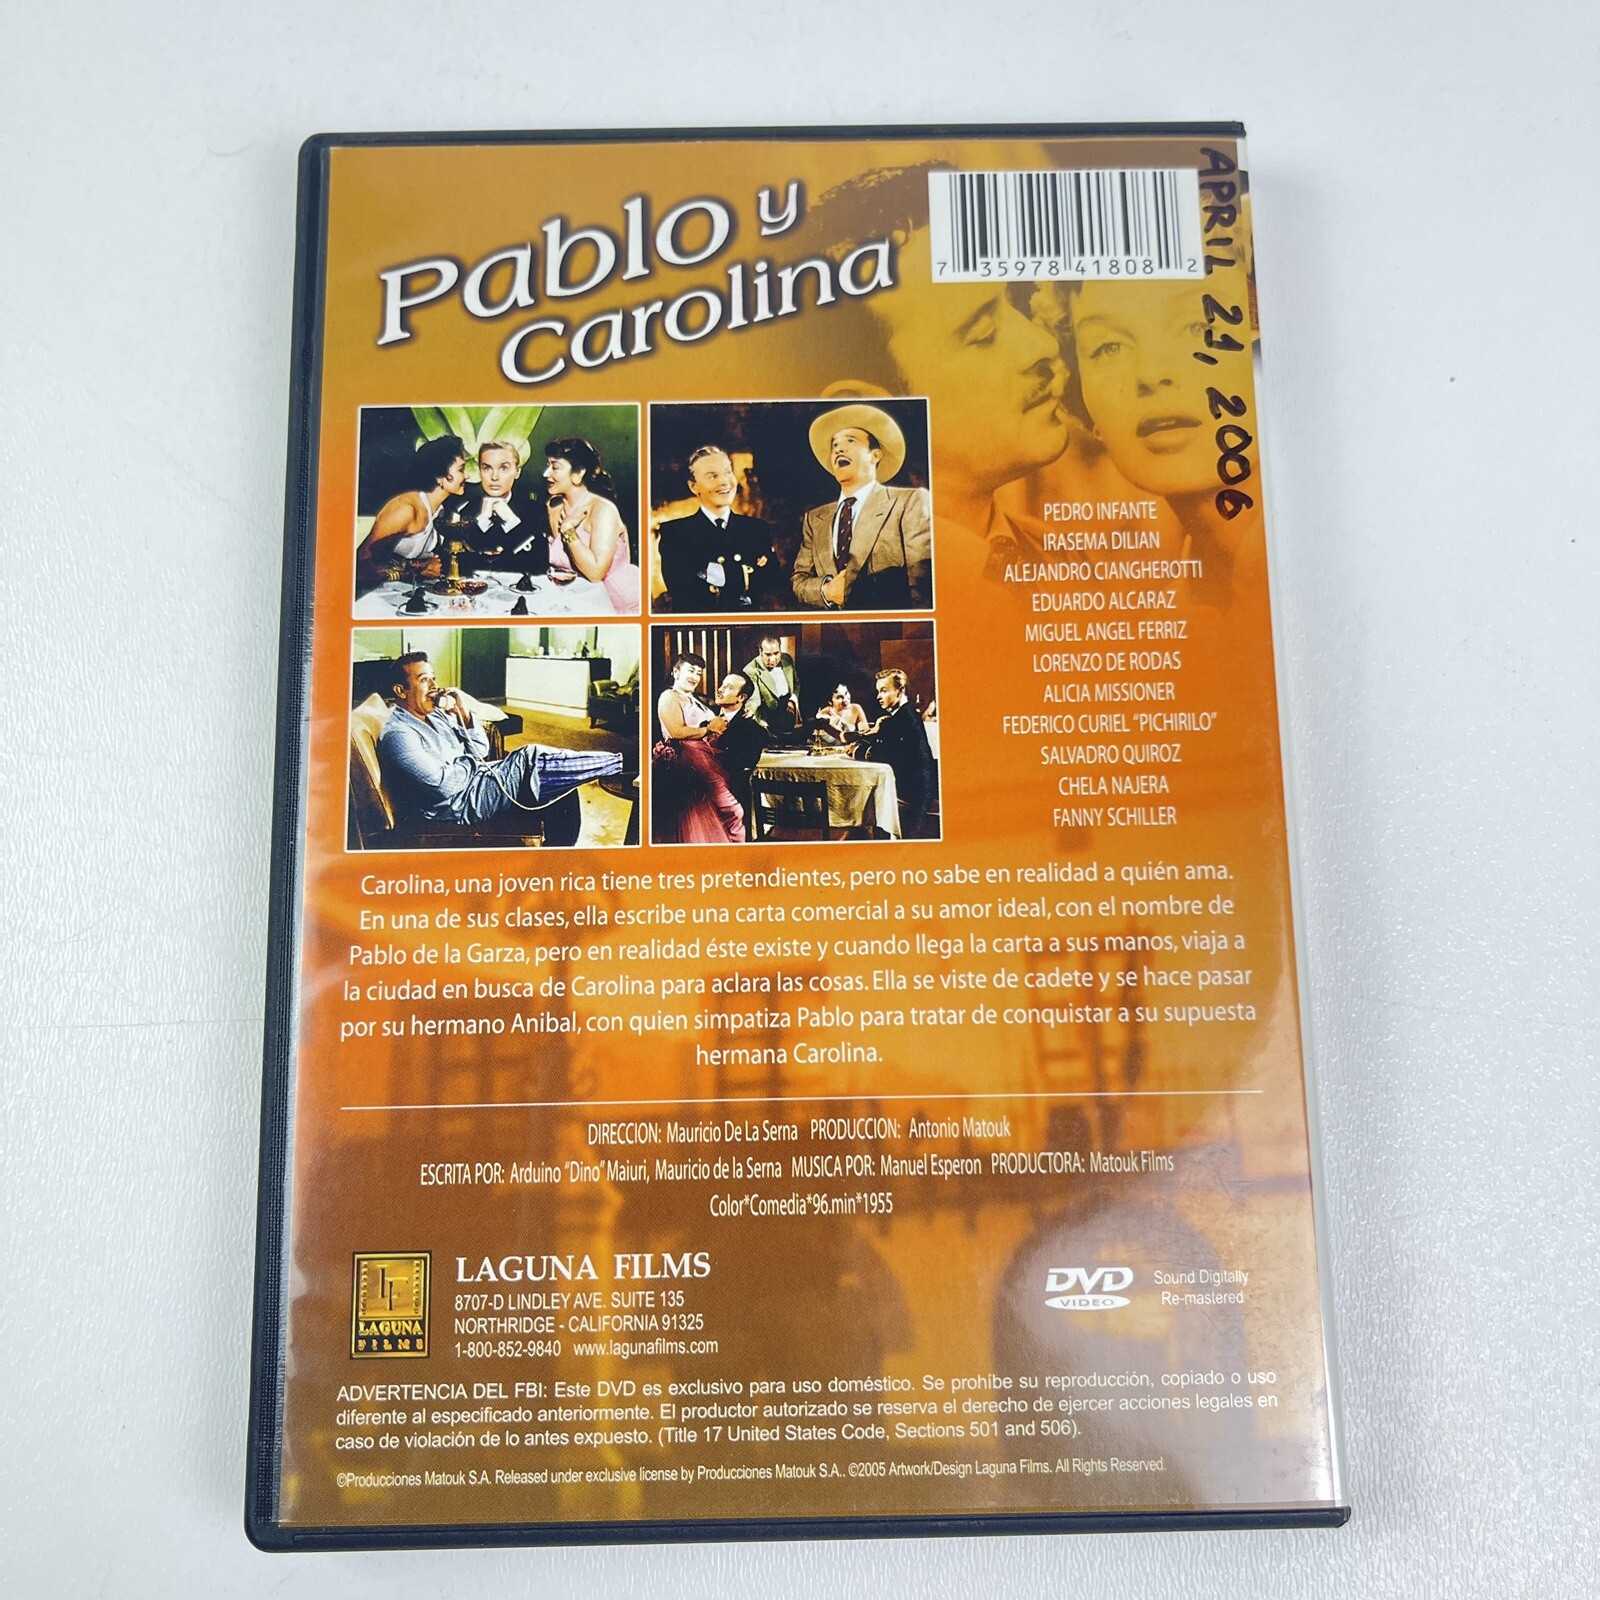 Pablo y
Carolina
7 35978 41808 2
APRIL 21, 2006
PEDRO INFANTE
IRASEMA DILIAN
ALEJANDRO CIANGHEROTTI
EDUARDO ALCARAZ
MIGUEL ANGEL FERRIZ
LORENZO DE RODAS
ALICIA MISSIONER
FEDERICO CURIEL "PICHIRILO"
SALVADRO QUIROZ
CHELA NAJERA
FANNY SCHILLER
Carolina, una joven rica tiene tres pretendientes, pero no sabe en realidad a quién ama.
En una de sus clases, ella escribe una carta comercial a su amor ideal, con el nombre de
Pablo de la Garza, pero en realidad éste existe y cuando llega la carta a sus manos, viaja a
la ciudad en busca de Carolina para aclara las cosas. Ella se viste de cadete y se hace pasar
por su hermano Anibal, con quien simpatiza Pablo para tratar de conquistar a su supuesta
hermana Carolina.
DIRECCION: Mauricio De La Serna PRODUCCION: Antonio Matouk
ESCRITA POR: Arduino "Dino" Maiuri, Mauricio de la Serna MUSICA POR: Manuel Esperon PRODUCTORA: Matouk Films
Color*Comedia*96.min*1955
LF
LAGUNA
FILMS
LAGUNA FILMS
8707-D LINDLEY AVE. SUITE 135
NORTHRIDGE - CALIFORNIA 91325
1-800-852-9840 www.lagunafilms.com
DVD
VIDEO
Sound Digitally
Re-mastered
ADVERTENCIA DEL FBI: Este DVD es exclusivo para uso doméstico. Se prohíbe su reproducción, copiado o uso
diferente al especificado anteriormente. El productor autorizado se reserva el derecho de ejercer acciones legales en
caso de violación de lo antes expuesto. (Title 17 United States Code, Sections 501 and 506).
©Producciones Matouk S.A. Released under exclusive license by Producciones Matouk S.A.. ©2005 Artwork/Design Laguna Films. All Rights Reserved.